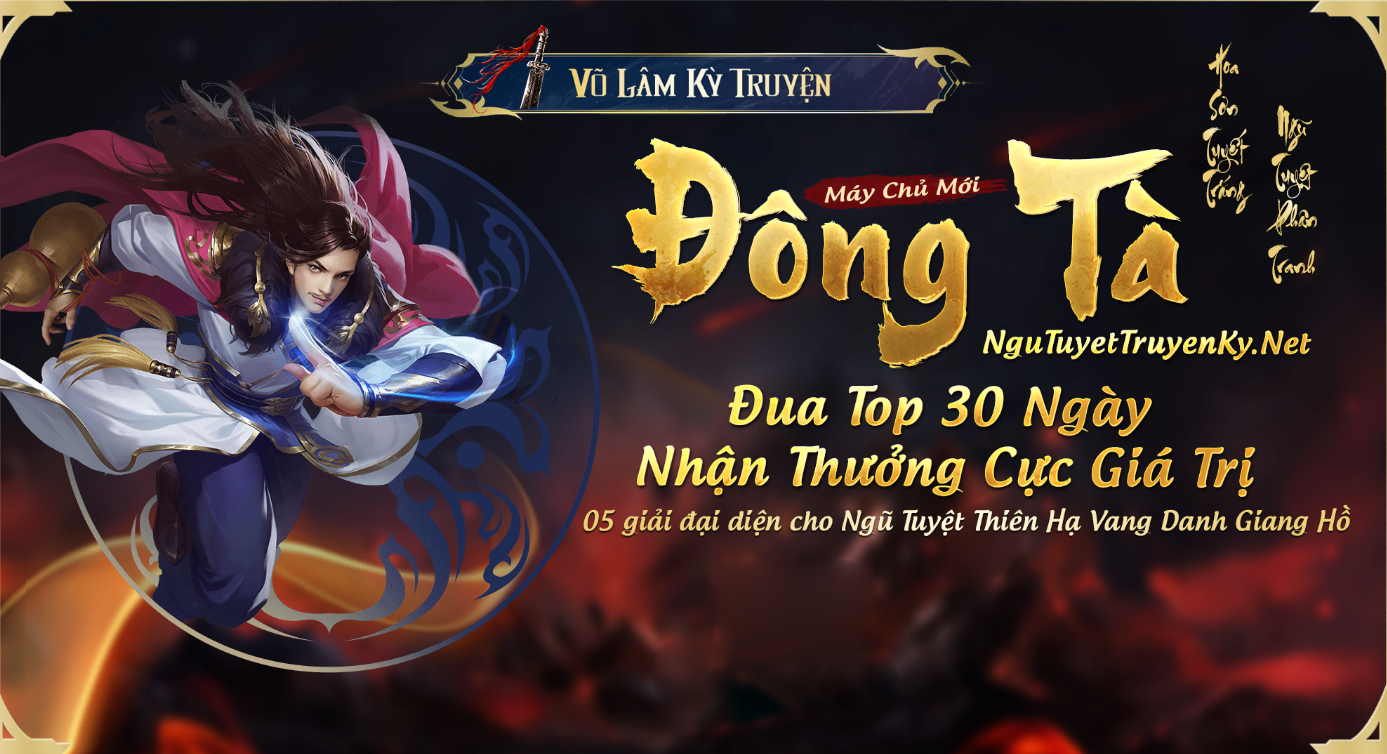 Võ Lâm Kỳ Truyện
Máy Chủ Mới
Đông Tà
NguTuyetTruyenKy.Net
Đua Top 30 Ngày
Nhận Thưởng Cực Giá Trị
05 giải đại diện cho Ngũ Tuyệt Thiên Hạ Vang Danh Giang Hồ
Hoa Sơn Tuyết Trắng
Ngũ Tuyệt Phân Tranh